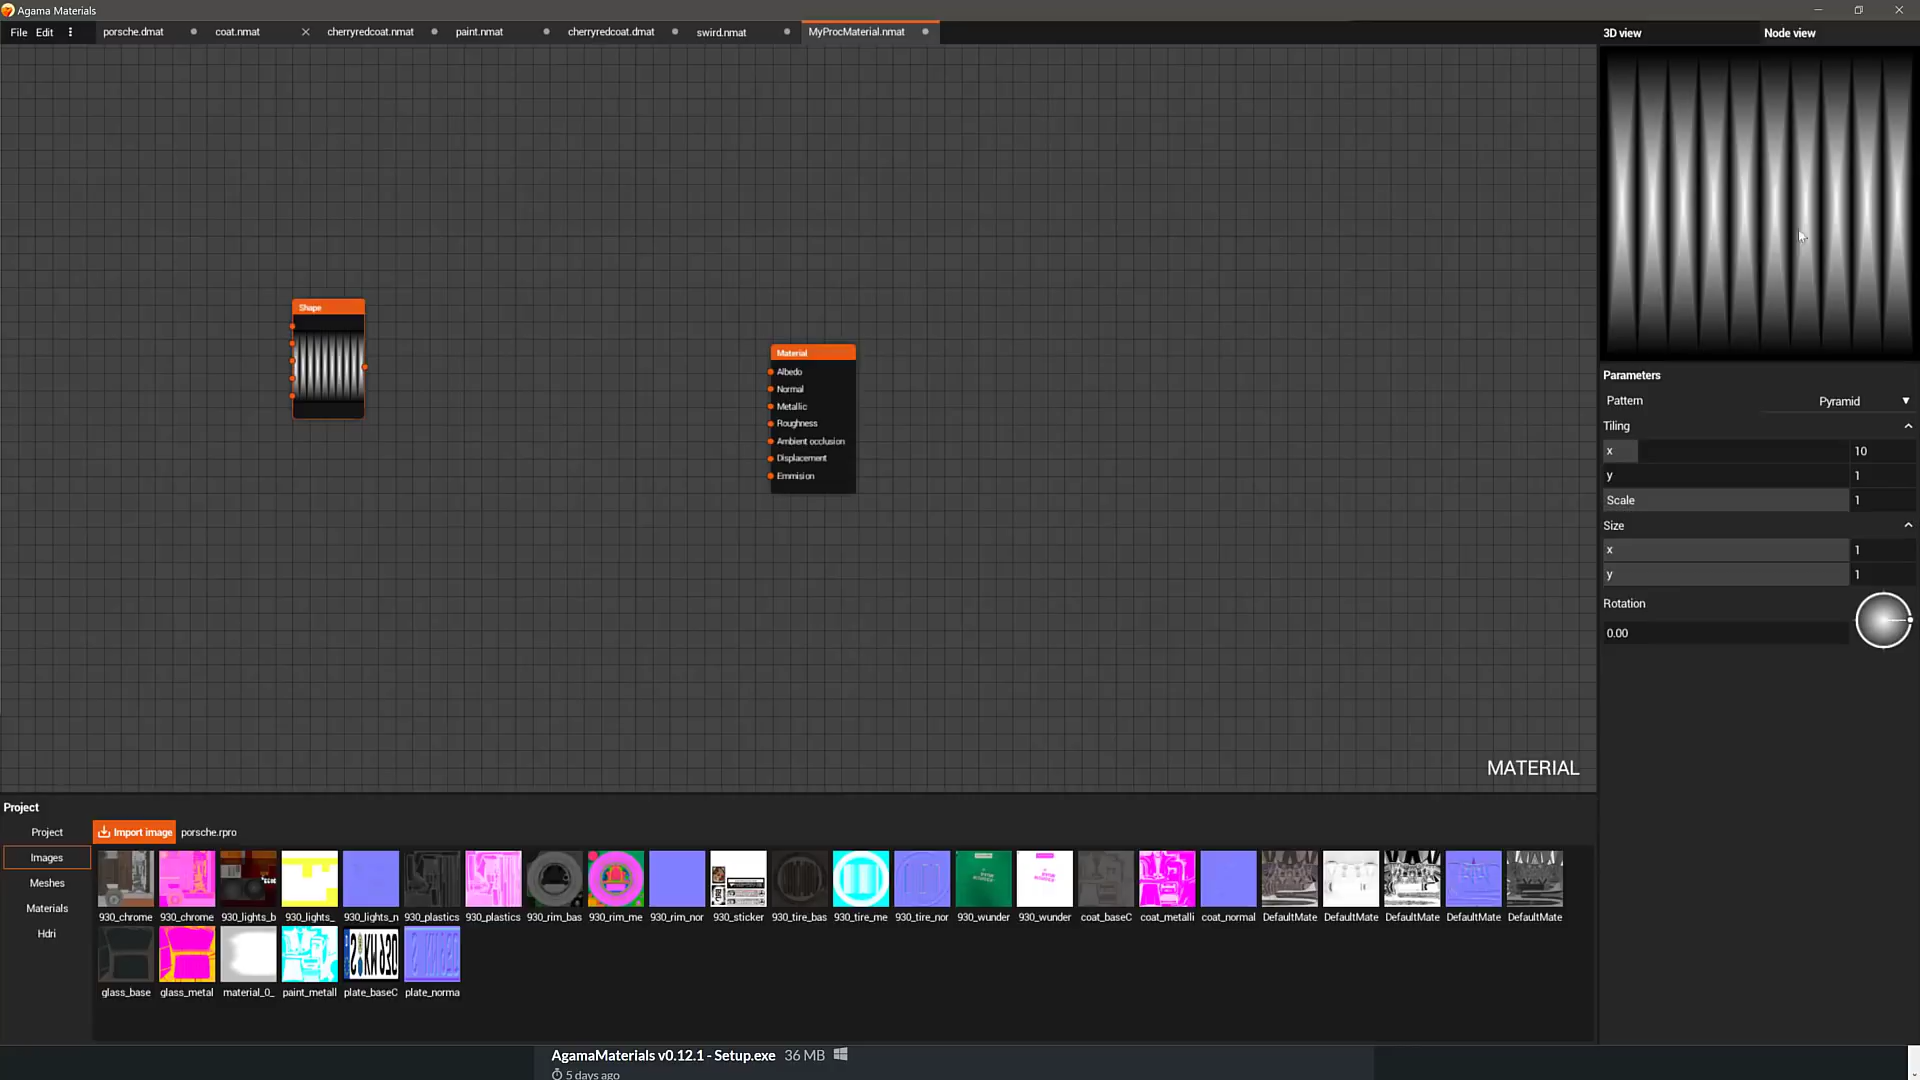 Agama Materials
File Edit porsche.dmat coat.nmat cherryredcoat.nmat paint.nmat cherryredcoat.dmat swird.nmat MyProcMaterial.nmat
3D view Node view
Shape
Material
Albedo
Normal
Metallic
Roughness
Ambient occlusion
Displacement
Emmision
MATERIAL
Parameters
Pattern Pyramid
Tiling
x 10
y 1
Scale 1
Size
x 1
y 1
Rotation
0.00
Project
Project
Images
Meshes
Materials
Hdri
Import image porsche.rpro
930_chrome 930_chrome 930_lights_b 930_lights_ 930_lights_n 930_plastics 930_plastics 930_rim_bas 930_rim_me 930_rim_nor 930_sticker 930_tire_bas 930_tire_me 930_tire_nor 930_wunder 930_wunder coat_baseC coat_metalli coat_normal DefaultMate DefaultMate DefaultMate DefaultMate DefaultMate
glass_base glass_metal material_0_ paint_metall plate_baseC plate_norma
AgamaMaterials v0.12.1 - Setup.exe 36 MB
5 days ago